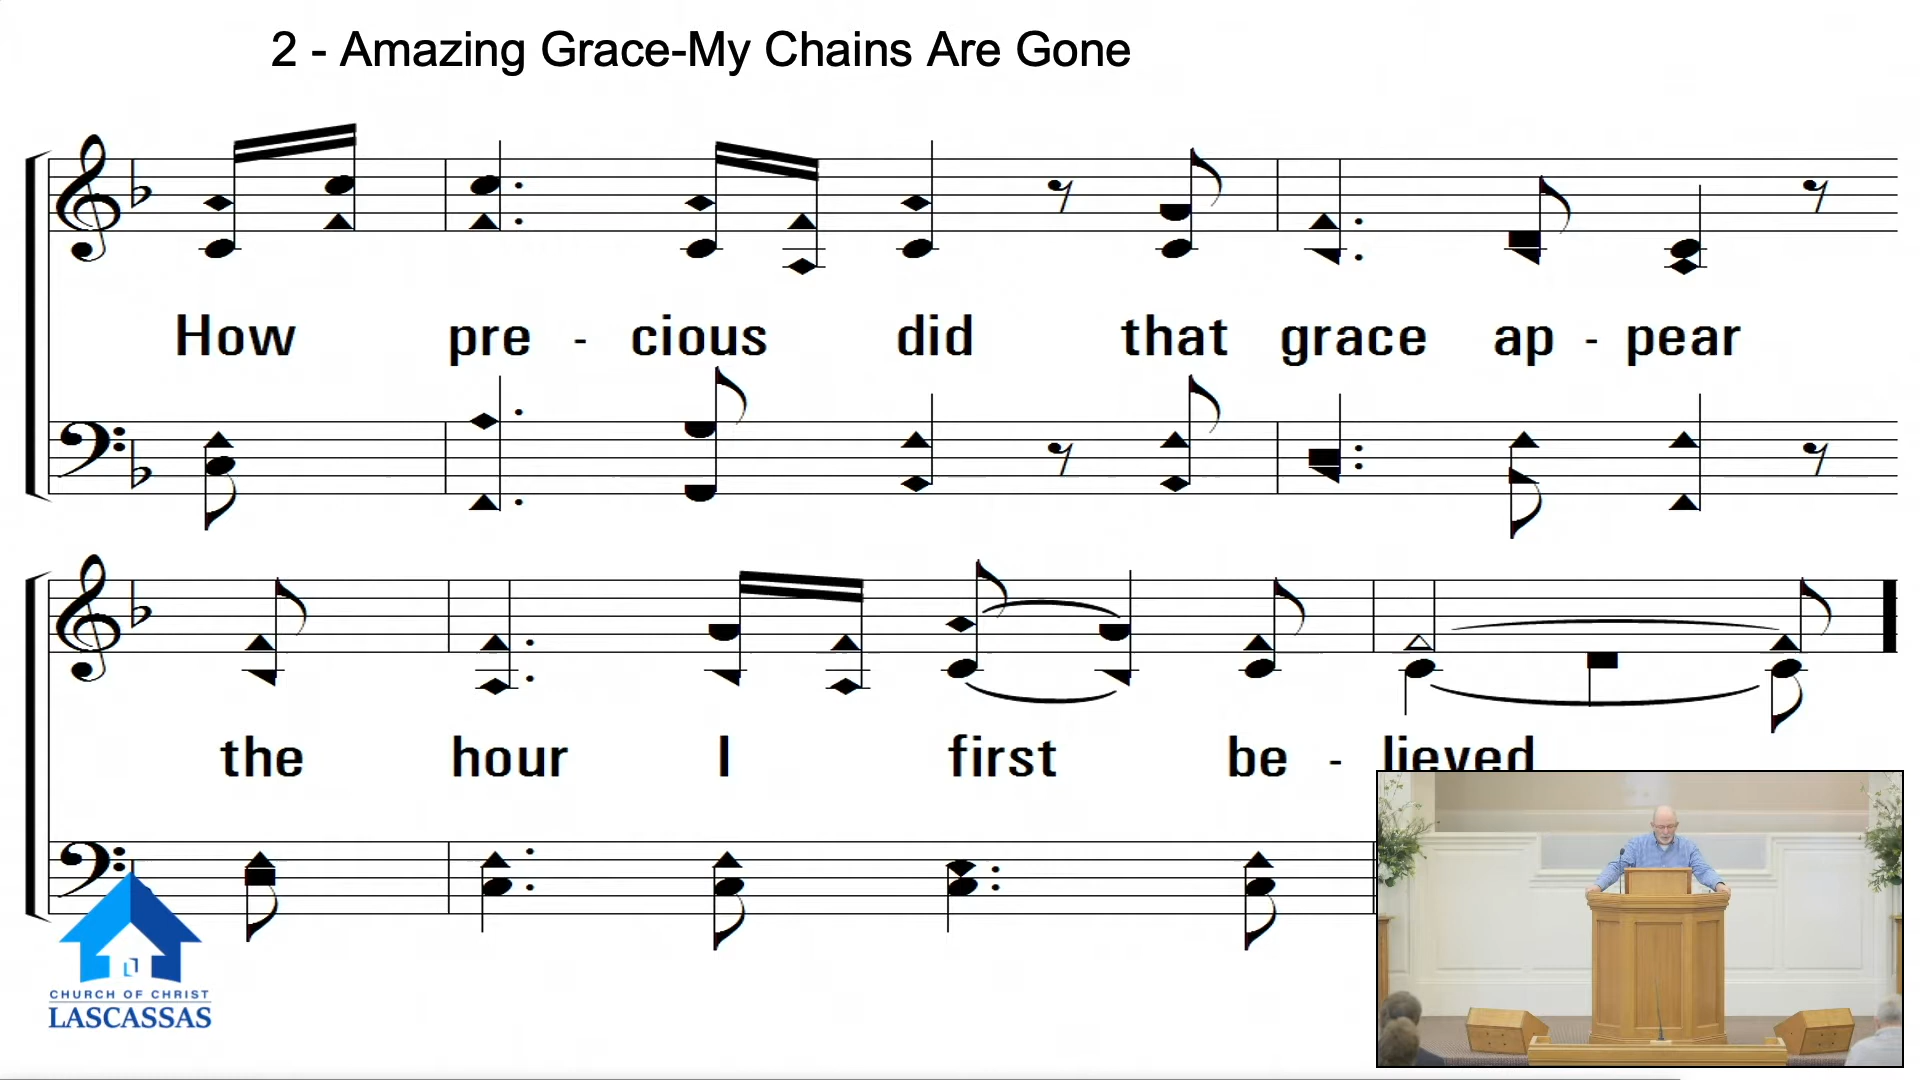 2 - Amazing Grace-My Chains Are Gone
How pre - cious did that grace ap - pear
the hour I first be - lieved
CHURCH OF CHRIST
LASCASSAS